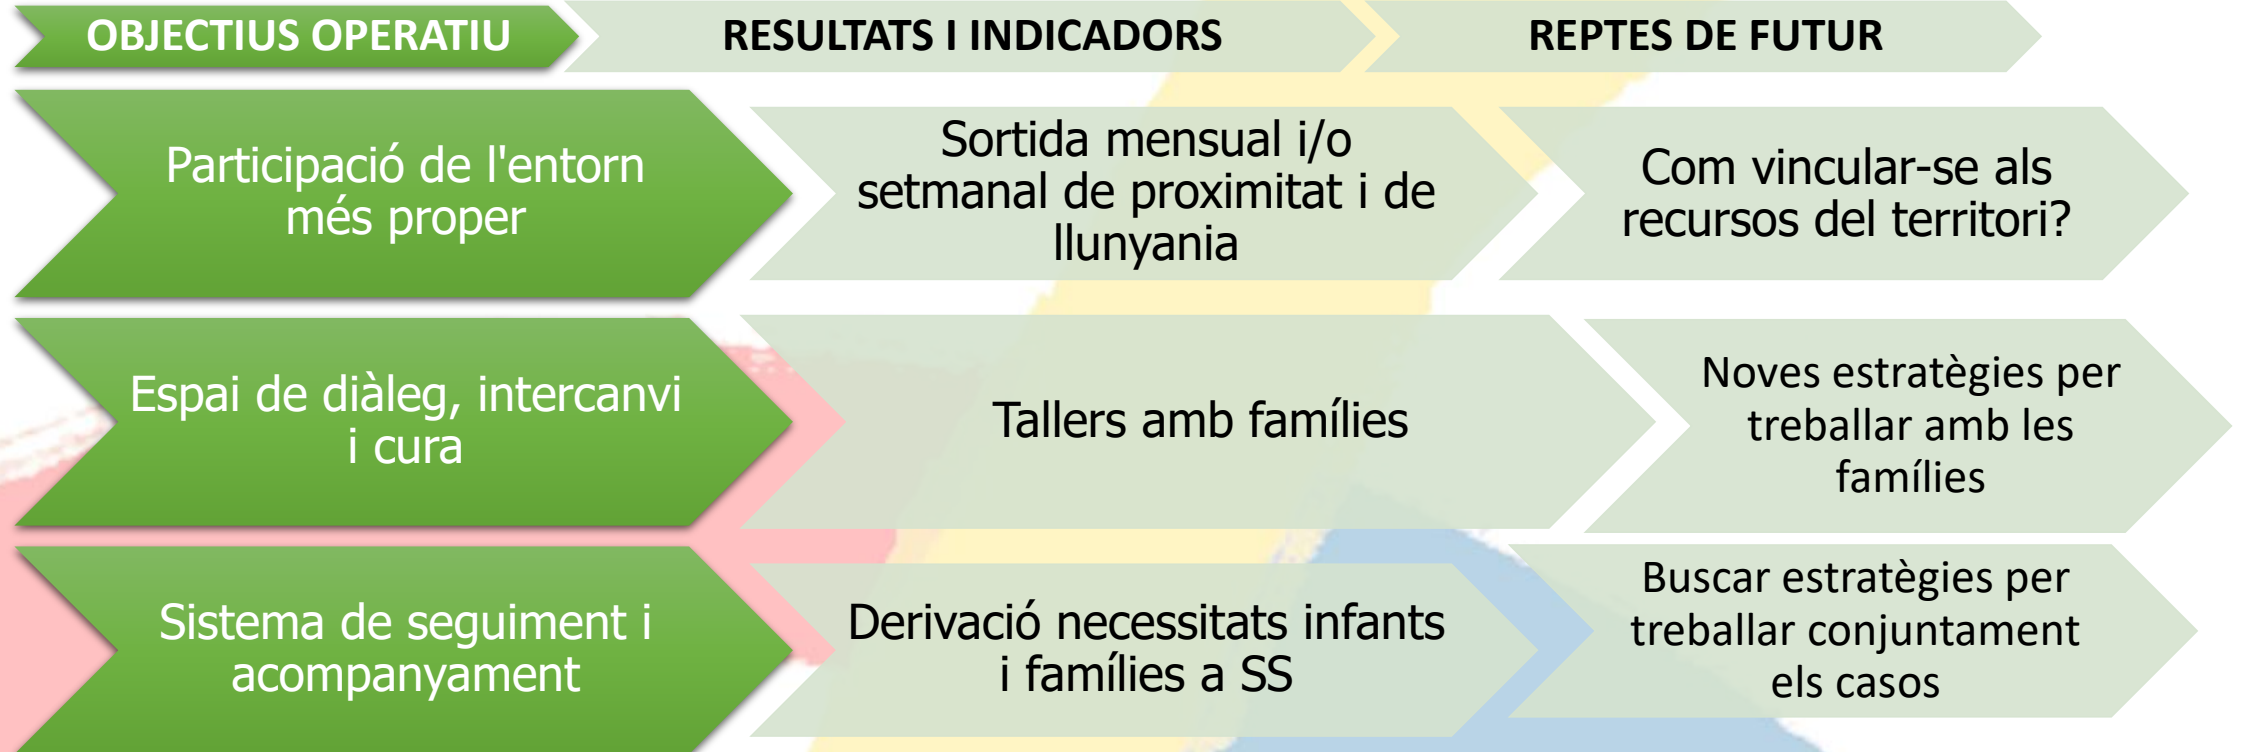 OBJECTIUS OPERATIU
RESULTATS I INDICADORS
REPTES DE FUTUR
Participació de l'entorn
més proper
Sortida mensual i/o
setmanal de proximitat i de
llunyania
Com vincular-se als
recursos del territori?
Espai de diàleg, intercanvi
i cura
Tallers amb famílies
Noves estratègies per
treballar amb les
famílies
Sistema de seguiment i
acompanyament
Derivació necessitats infants
i famílies a SS
Buscar estratègies per
treballar conjuntament
els casos